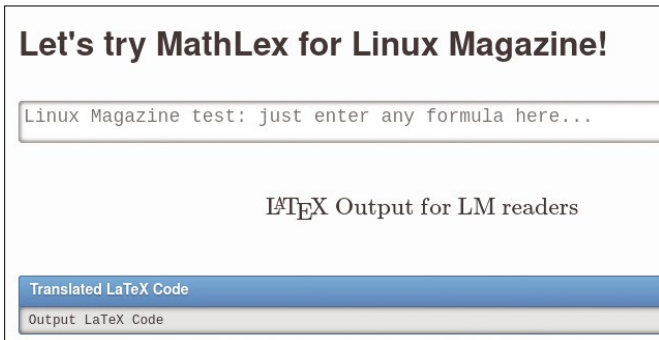 Let's try MathLex for Linux Magazine!
Linux Magazine test: just enter any formula here...
LATEX Output for LM readers
Translated LaTeX Code
Output LaTeX Code